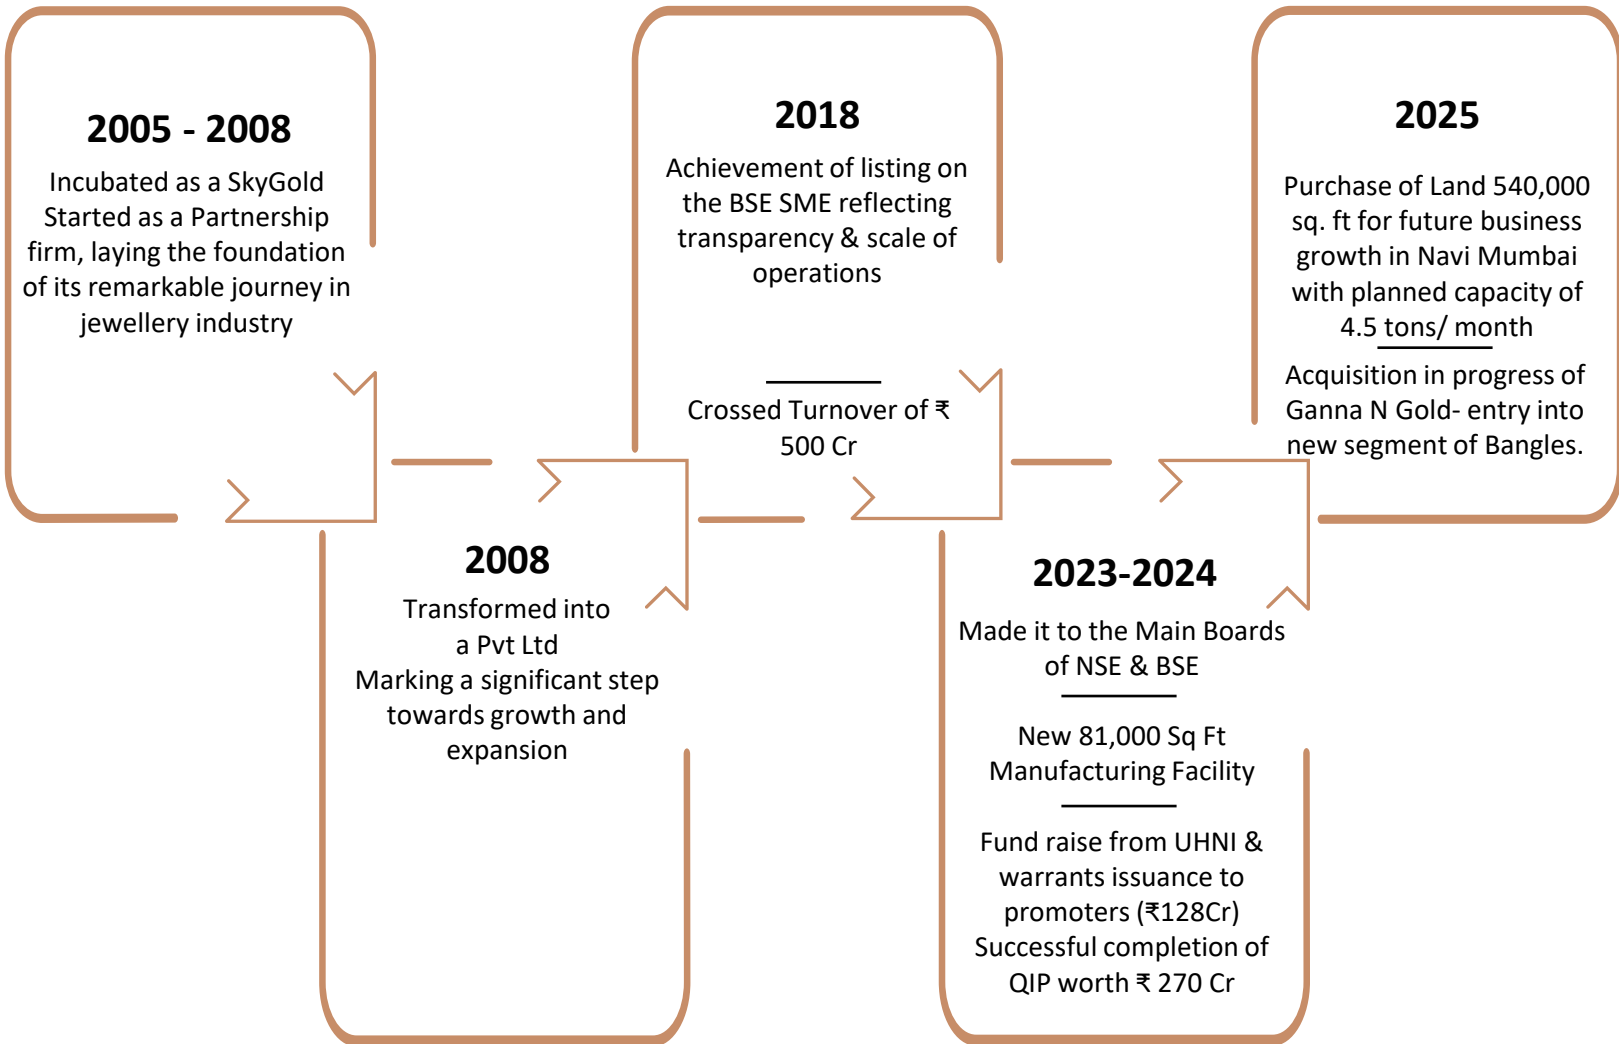 2005 - 2008
Incubated as a SkyGold
Started as a Partnership
firm, laying the foundation
of its remarkable journey in
jewellery industry
2008
Transformed into
a Pvt Ltd
Marking a significant step
towards growth and
expansion
2018
Achievement of listing on
the BSE SME reflecting
transparency & scale of
operations
Crossed Turnover of ₹
500 Cr
2023-2024
Made it to the Main Boards
of NSE & BSE
New 81,000 Sq Ft
Manufacturing Facility
Fund raise from UHNI &
warrants issuance to
promoters (₹128Cr)
Successful completion of
QIP worth ₹ 270 Cr
2025
Purchase of Land 540,000
sq. ft for future business
growth in Navi Mumbai
with planned capacity of
4.5 tons/ month
Acquisition in progress of
Ganna N Gold- entry into
new segment of Bangles.